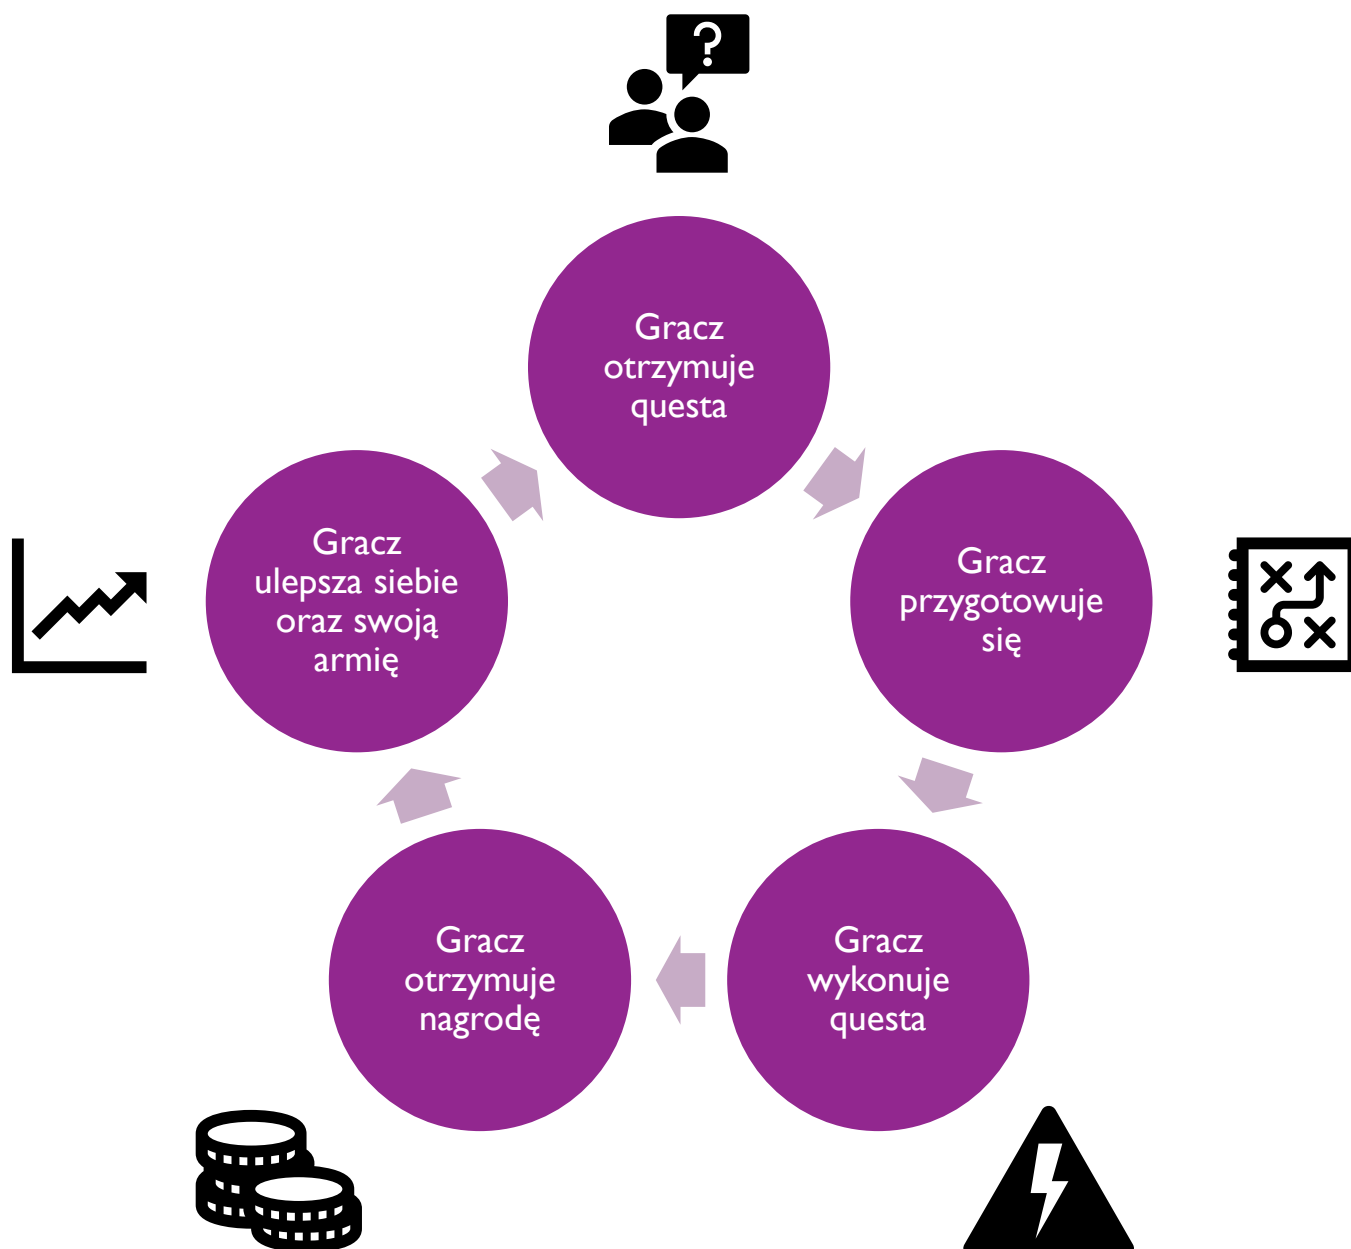 ?
Gracz
otrzymuje
questa
Gracz
przygotowuje
się
Gracz
wykonuje
questa
Gracz
otrzymuje
nagrodę
Gracz
ulepsza siebie
oraz swoją
armię